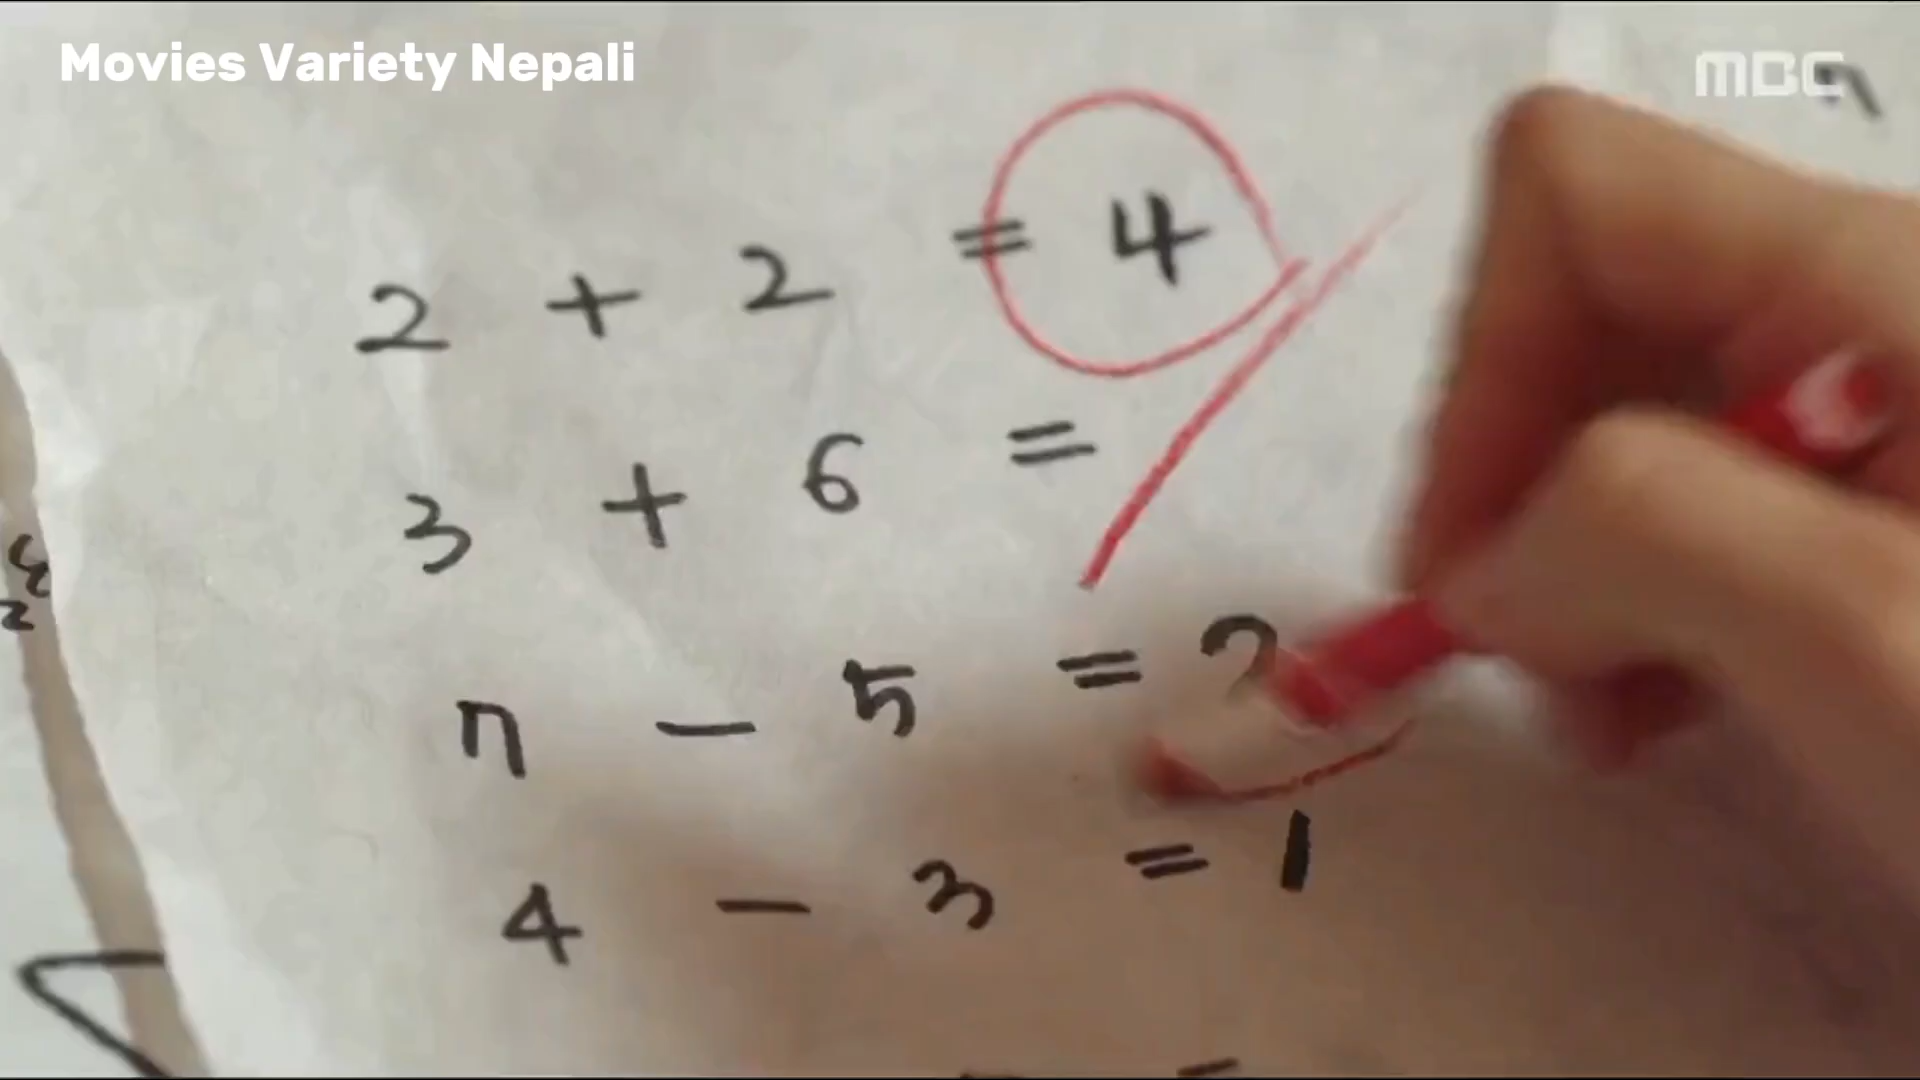 Movies Variety Nepali
MBC
2 + 2 = 4
3 + 6 =
7 - 5 = 2
4 - 3 = 1